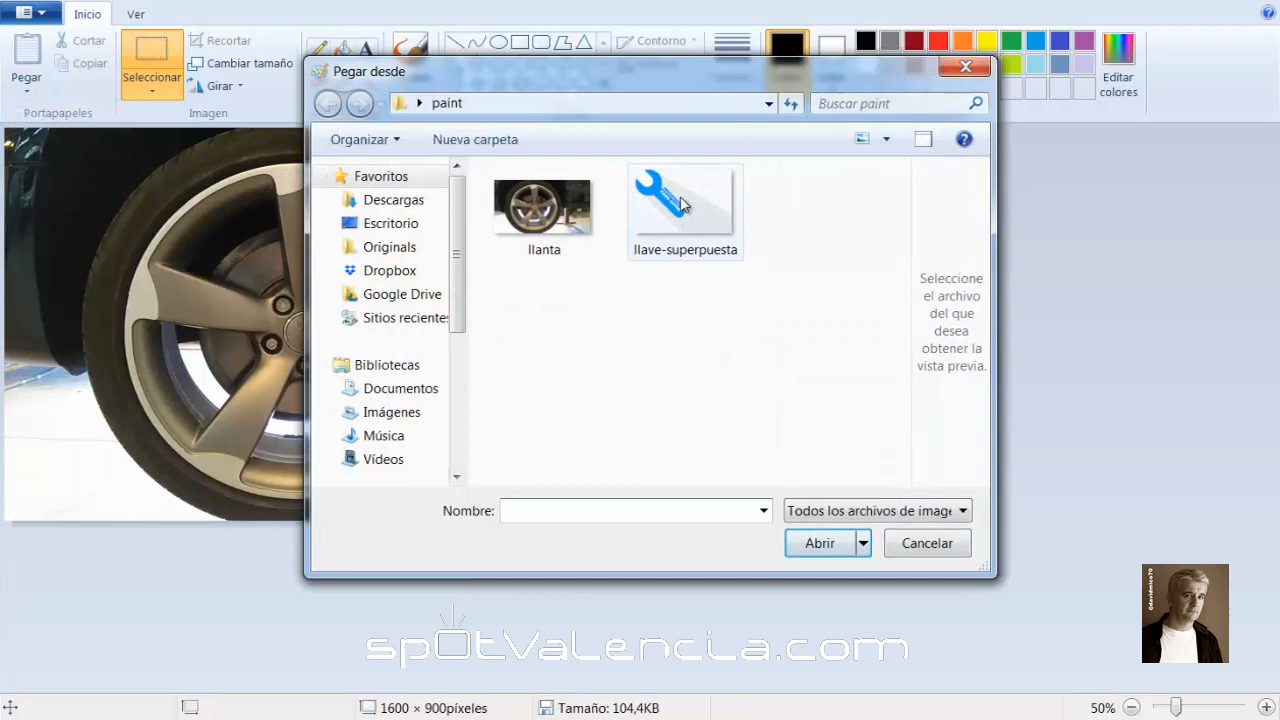 Inicio Ver
Cortar
Copiar
Pegar
Portapapeles
Seleccionar
Recortar
Cambiar tamaño
Girar
Imagen
A
Contorno
Editar
colores
Pegar desde
paint
Buscar paint
Organizar
Nueva carpeta
Favoritos
Descargas
Escritorio
Originals
Dropbox
Google Drive
Sitios recientes
Bibliotecas
Documentos
Imágenes
Música
Vídeos
llanta
llave-superpuesta
Seleccione
el archivo
del que
desea
obtener la
vista previa.
Nombre:
Todos los archivos de image
Abrir
Cancelar
@davidmico70
spotValencia.com
1600 × 900píxeles
Tamaño: 104,4KB
50%